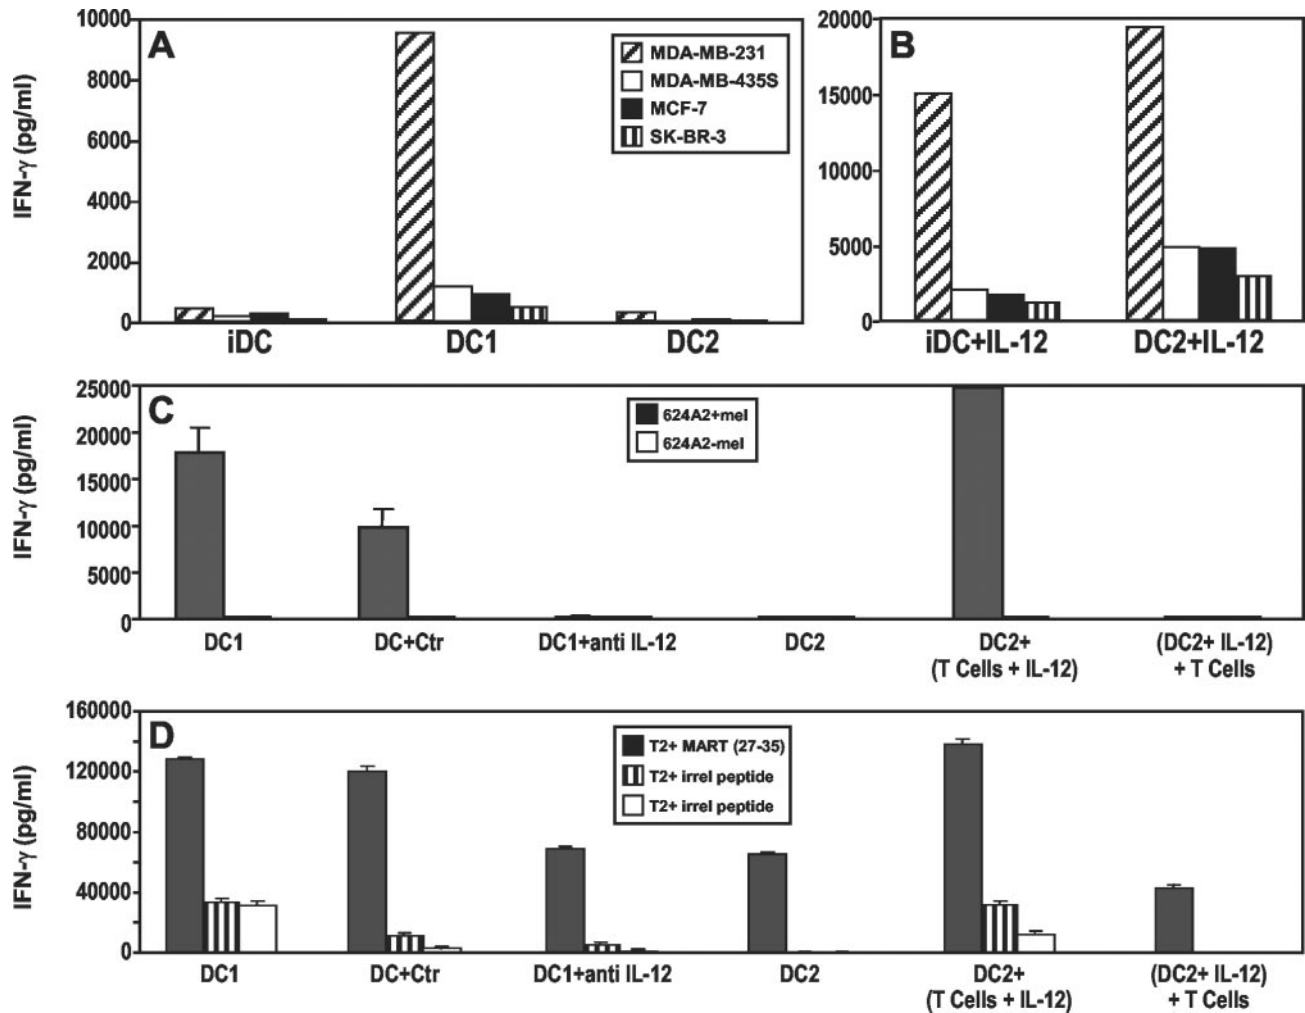 A
IFN-γ (pg/ml)
10000
8000
6000
4000
2000
0
MDA-MB-231
MDA-MB-435S
MCF-7
SK-BR-3
iDC DC1 DC2
B
20000
15000
10000
5000
0
iDC+IL-12 DC2+IL-12
C
IFN-γ (pg/ml)
25000
20000
15000
10000
5000
0
624A2+mel
624A2-mel
DC1 DC+Ctr DC1+anti IL-12 DC2 DC2+ (DC2+ IL-12)
(T Cells + IL-12) + T Cells
D
IFN-γ (pg/ml)
160000
120000
80000
40000
0
T2+ MART (27-35)
T2+ irrel peptide
T2+ irrel peptide
DC1 DC+Ctr DC1+anti IL-12 DC2 DC2+ (DC2+ IL-12)
(T Cells + IL-12) + T Cells